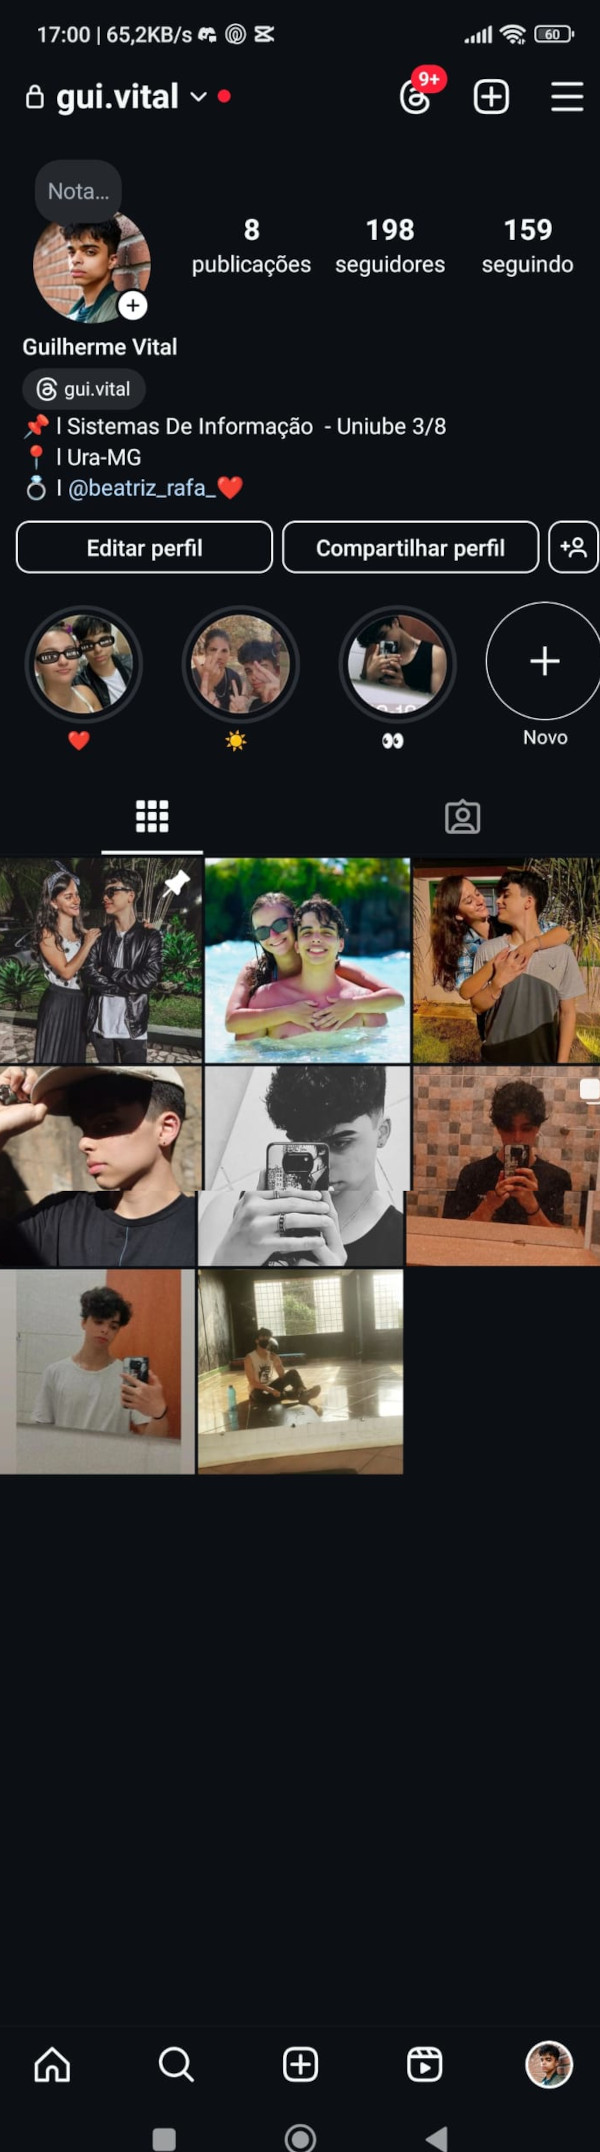 17:00 | 65,2KB/s
60
gui.vital
9+
Nota...
8
publicações
198
seguidores
159
seguindo
Guilherme Vital
gui.vital
📌 l Sistemas De Informação - Uniube 3/8
📍 l Ura-MG
💍 l @beatriz_rafa_❤️
Editar perfil
Compartilhar perfil
❤️
☀️
👀
Novo